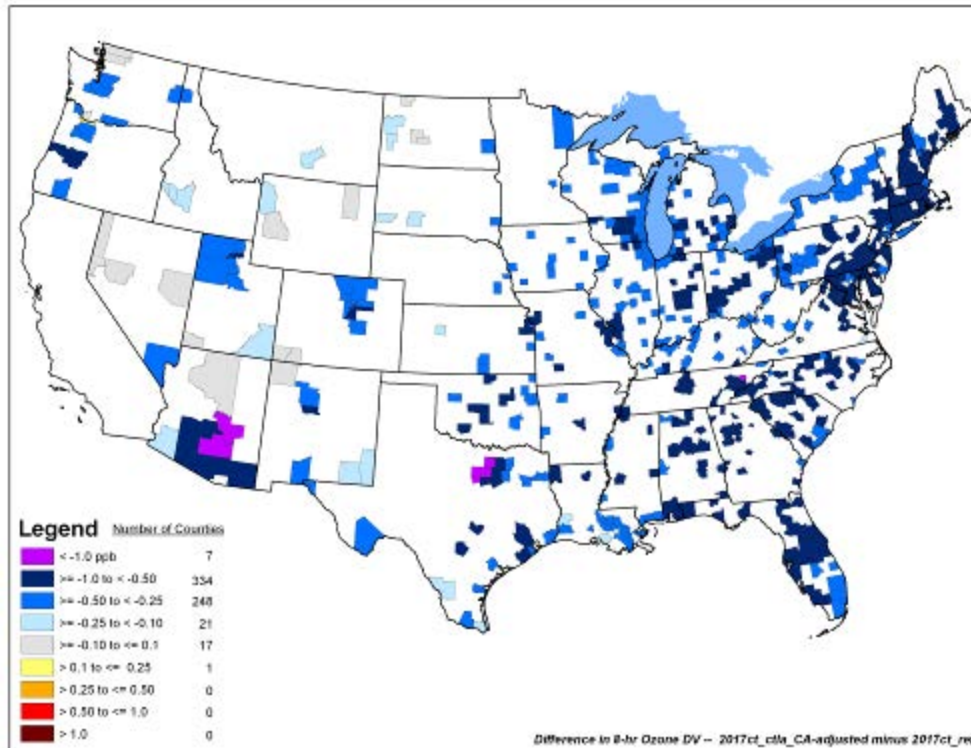 Legend Number of Counties
< -1.0 ppb 7
>= -1.0 to < -0.50 334
>= -0.50 to < -0.25 248
>= -0.25 to < -0.10 21
>= -0.10 to <= 0.1 17
> 0.1 to <= 0.25 1
> 0.25 to <= 0.50 0
> 0.50 to <= 1.0 0
> 1.0 0
Difference in 8-hr Ozone DV -- 2017ct_ctla_CA-adjusted minus 2017ct_re